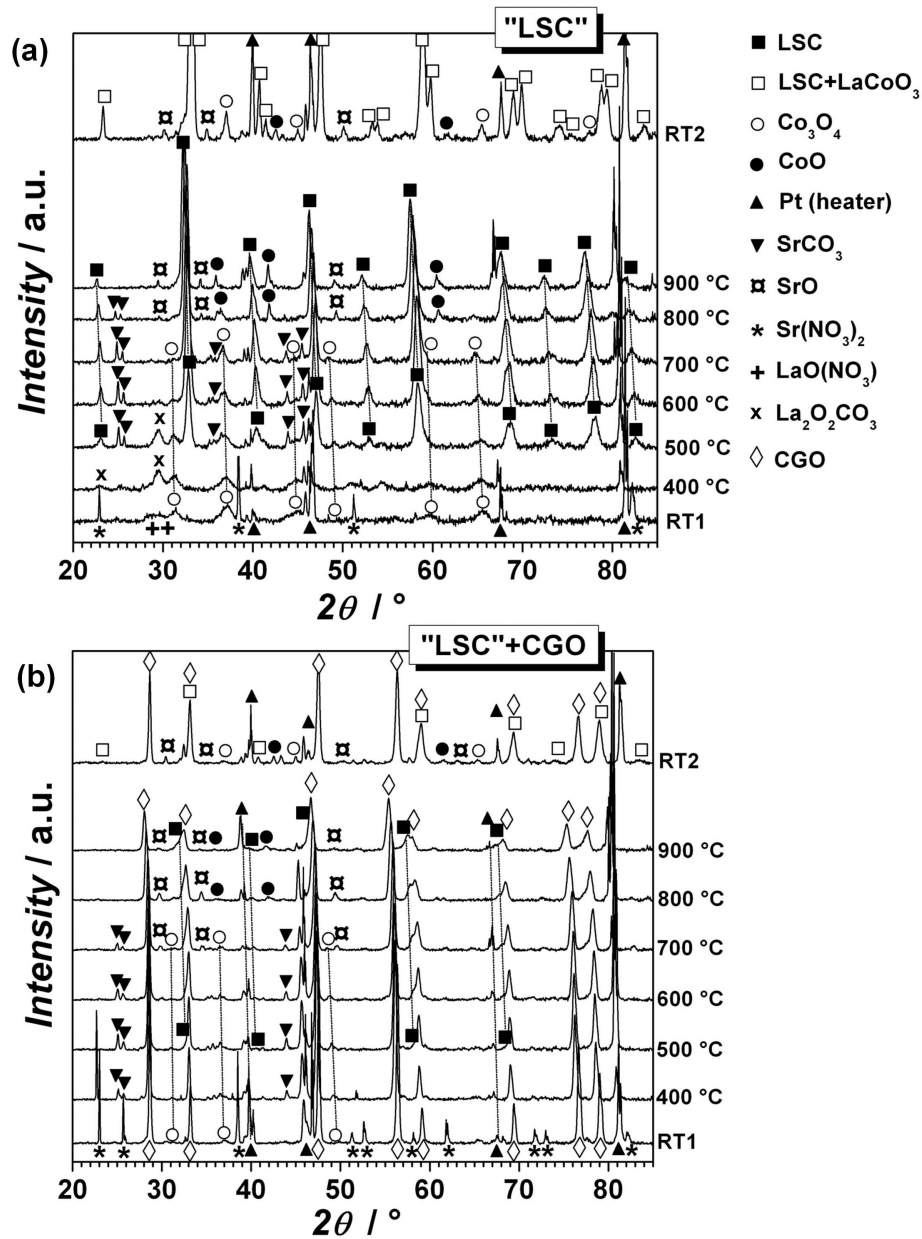 (a)
"LSC"
Intensity / a.u.
RT2
900 °C
800 °C
700 °C
600 °C
500 °C
400 °C
RT1
20 30 40 50 60 70 80
2θ / °
LSC
LSC+LaCoO₃
Co₃O₄
CoO
Pt (heater)
SrCO₃
SrO
Sr(NO₃)₂
LaO(NO₃)
La₂O₂CO₃
CGO
(b)
"LSC"+CGO
Intensity / a.u.
RT2
900 °C
800 °C
700 °C
600 °C
500 °C
400 °C
RT1
20 30 40 50 60 70 80
2θ / °